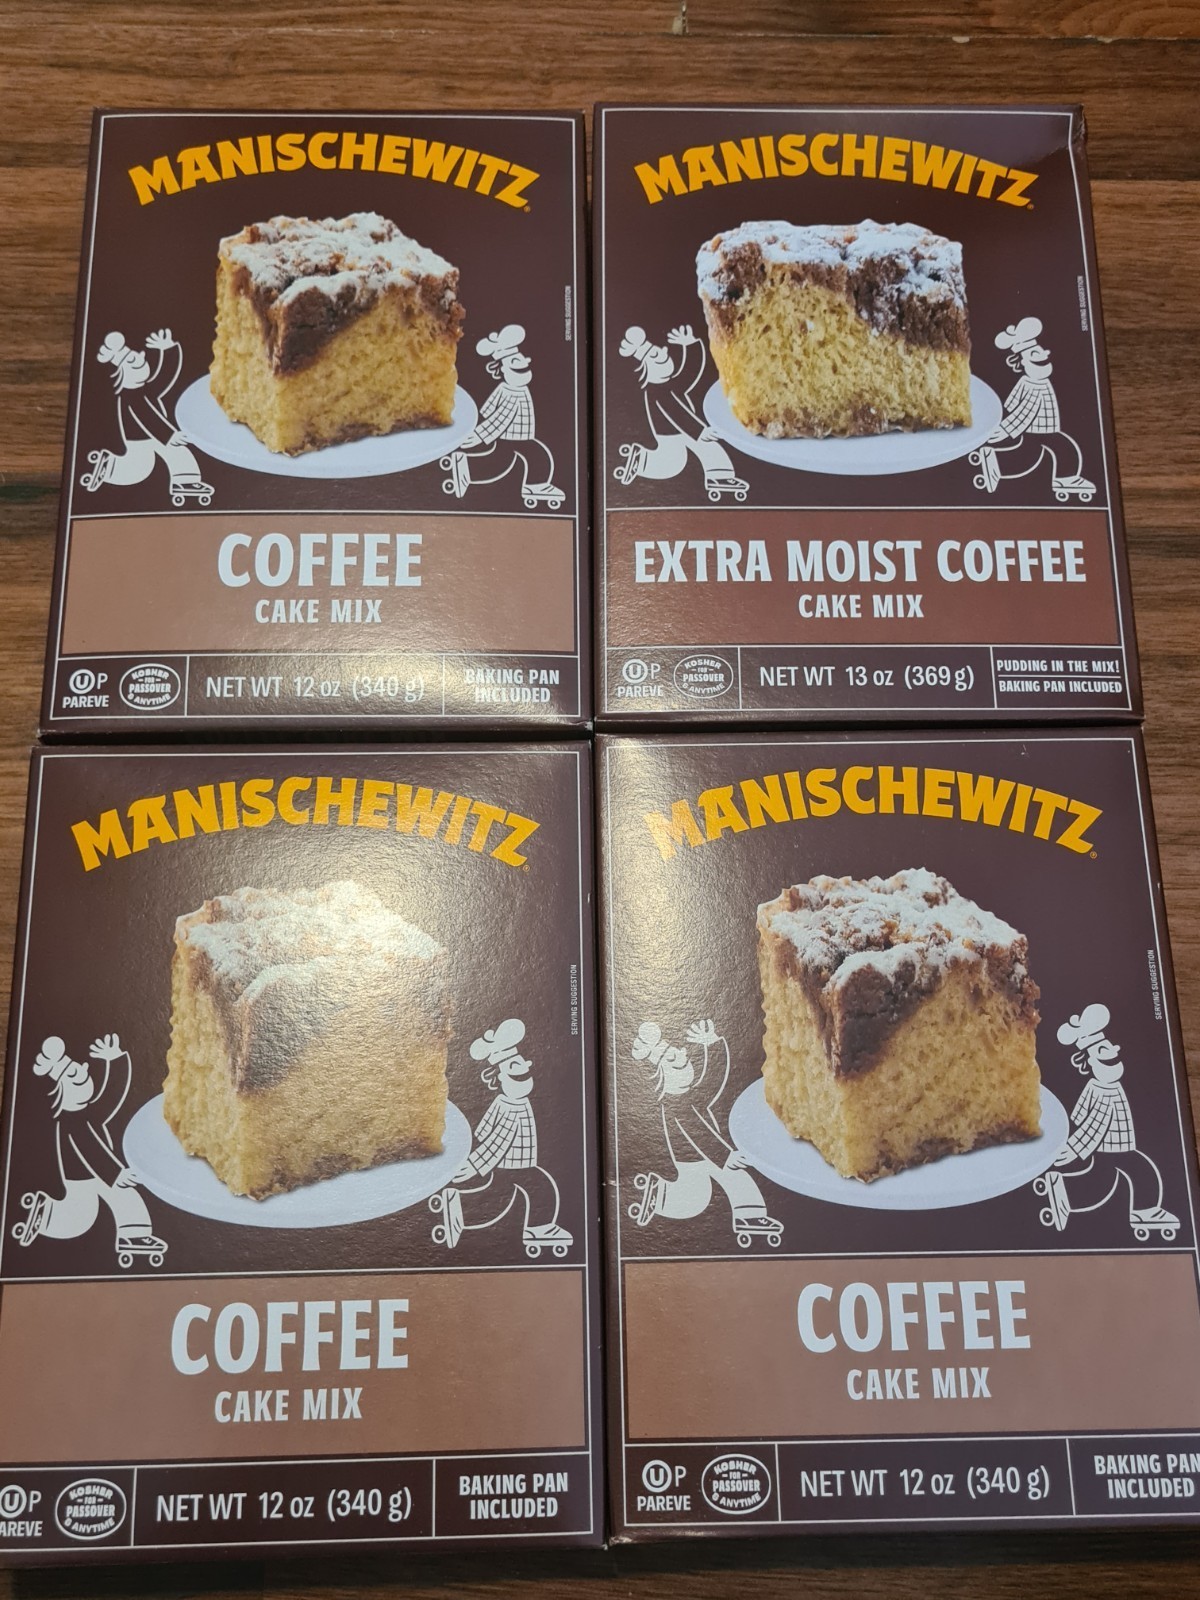 MANISCHEWITZ®
SERVING SUGGESTION
COFFEE
CAKE MIX
U P
PAREVE
KOSHER
FOR
PASSOVER
& ANYTIME
NET WT 12 oz (340 g)
BAKING PAN
INCLUDED
MANISCHEWITZ®
SERVING SUGGESTION
EXTRA MOIST COFFEE
CAKE MIX
U P
PAREVE
KOSHER
FOR
PASSOVER
& ANYTIME
NET WT 13 oz (369 g)
PUDDING IN THE MIX!
BAKING PAN INCLUDED
MANISCHEWITZ®
SERVING SUGGESTION
COFFEE
CAKE MIX
U P
AREVE
KOSHER
FOR
PASSOVER
& ANYTIME
NET WT 12 oz (340 g)
BAKING PAN
INCLUDED
MANISCHEWITZ®
SERVING SUGGESTION
COFFEE
CAKE MIX
U P
PAREVE
KOSHER
FOR
PASSOVER
& ANYTIME
NET WT 12 oz (340 g)
BAKING PAN
INCLUDED